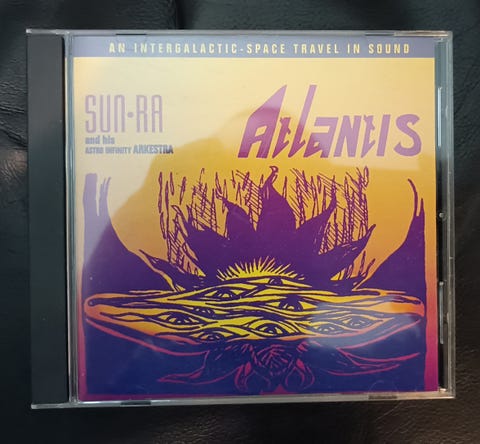 AN INTERGALACTIC-SPACE TRAVEL IN SOUND
SUN·RA
and his
ASTRO INFINITY ARKESTRA
Atlantis